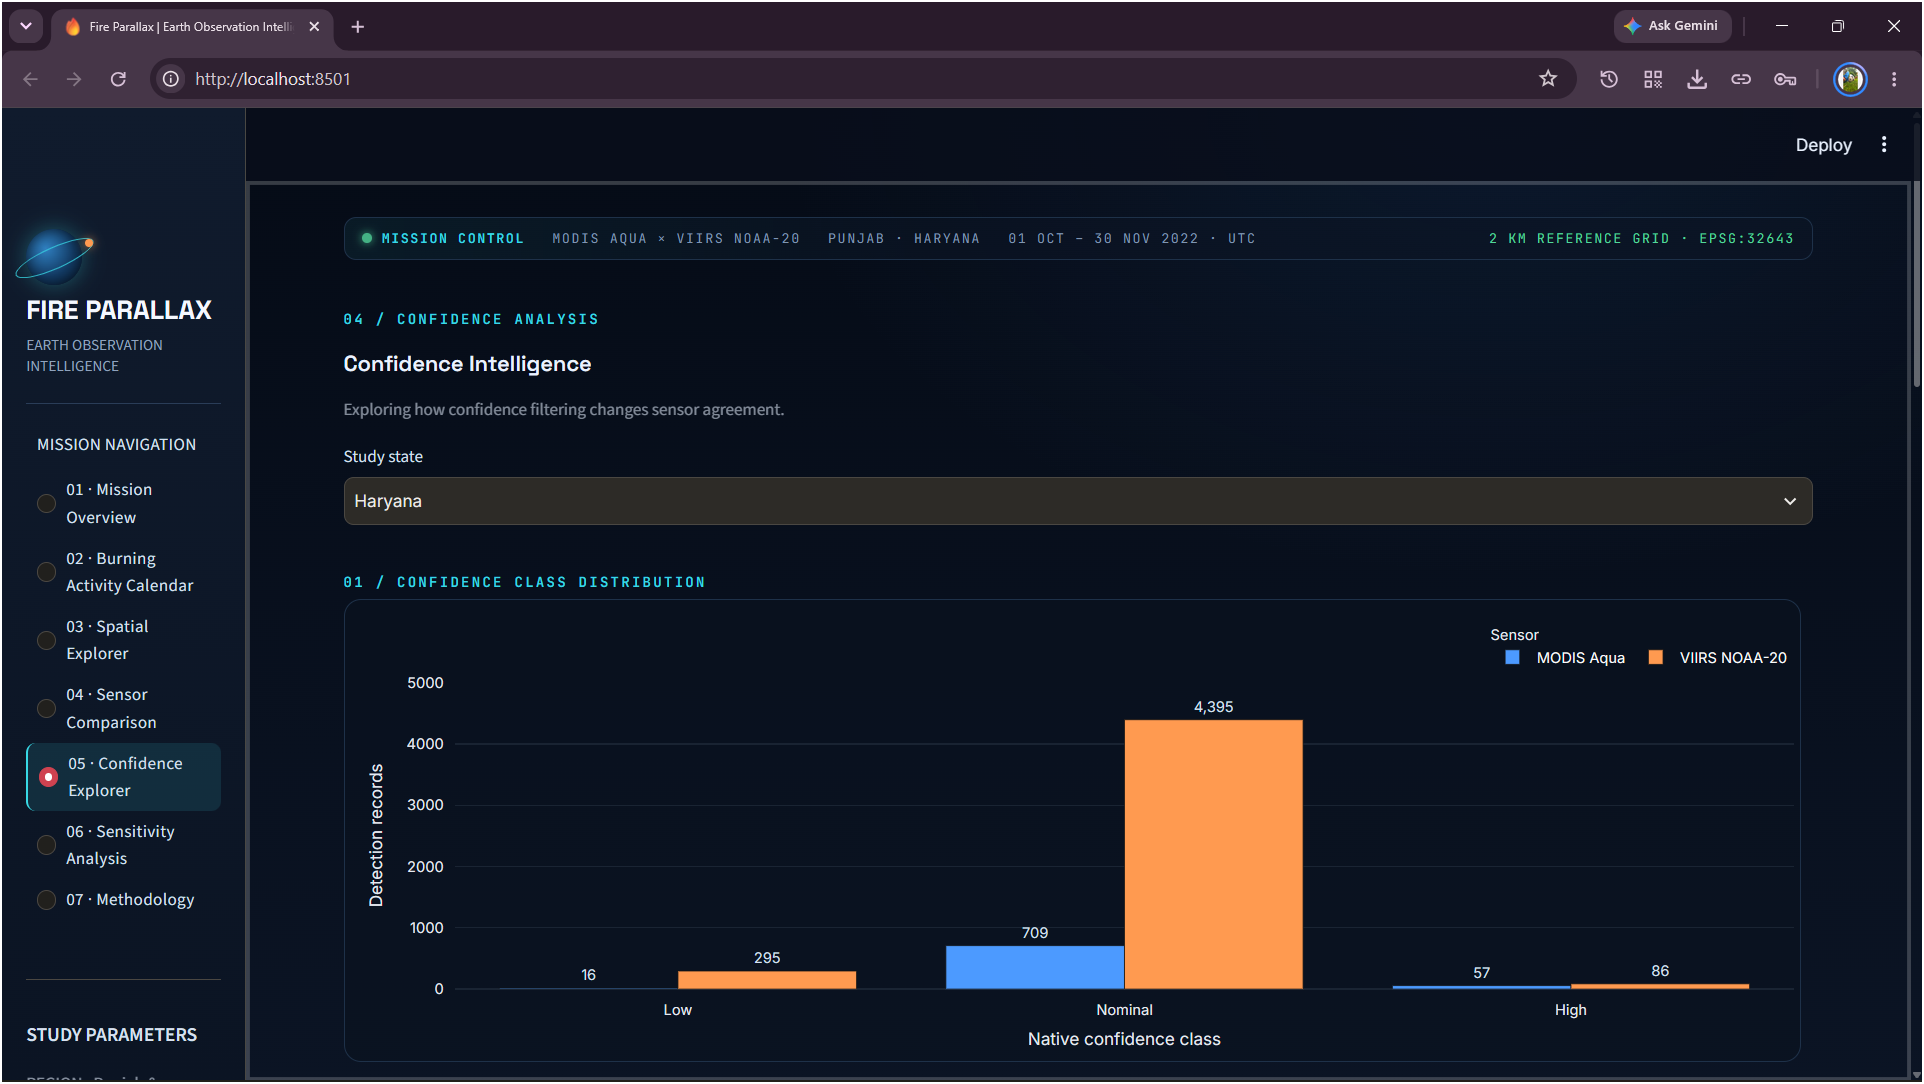 Fire Parallax | Earth Observation Intelli
Ask Gemini
http://localhost:8501
Deploy
MISSION CONTROL MODIS AQUA × VIIRS NOAA-20 PUNJAB · HARYANA 01 OCT – 30 NOV 2022 · UTC 2 KM REFERENCE GRID · EPSG:32643
FIRE PARALLAX
EARTH OBSERVATION
INTELLIGENCE
MISSION NAVIGATION
01 · Mission
Overview
02 · Burning
Activity Calendar
03 · Spatial
Explorer
04 · Sensor
Comparison
05 · Confidence
Explorer
06 · Sensitivity
Analysis
07 · Methodology
STUDY PARAMETERS
04 / CONFIDENCE ANALYSIS
Confidence Intelligence
Exploring how confidence filtering changes sensor agreement.
Study state
Haryana
01 / CONFIDENCE CLASS DISTRIBUTION
Sensor
MODIS Aqua VIIRS NOAA-20
5000
4000
3000
2000
1000
0
Detection records
16
295
709
4,395
57
86
Low
Nominal
High
Native confidence class